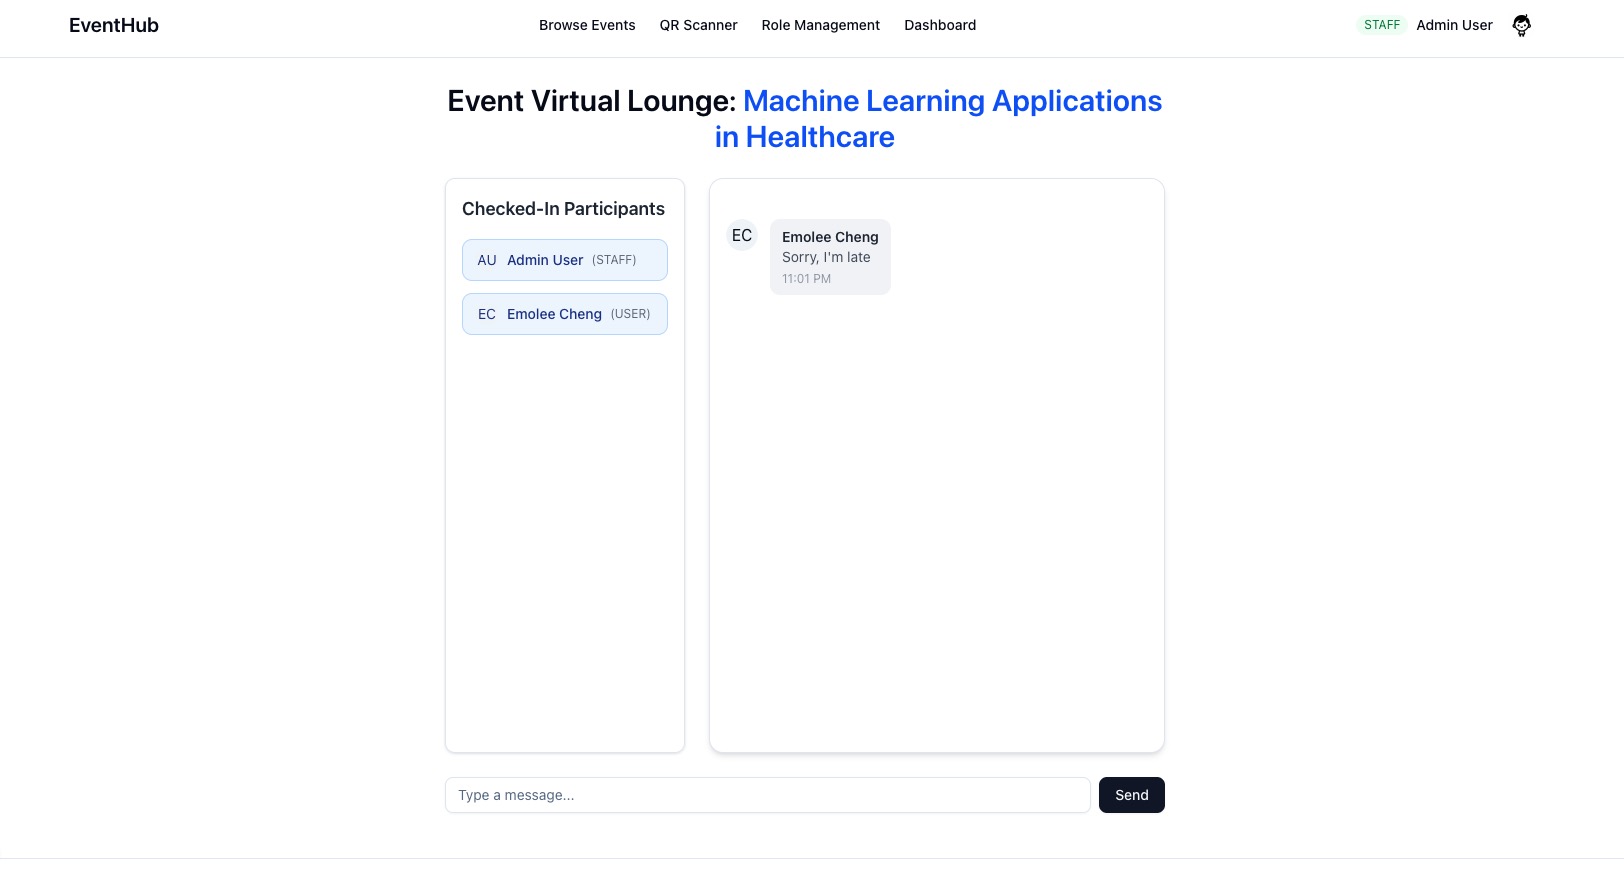 EventHub
Browse Events
QR Scanner
Role Management
Dashboard
STAFF
Admin User
Event Virtual Lounge: Machine Learning Applications
in Healthcare
Checked-In Participants
AU Admin User (STAFF)
EC Emolee Cheng (USER)
EC
Emolee Cheng
Sorry, I'm late
11:01 PM
Type a message...
Send